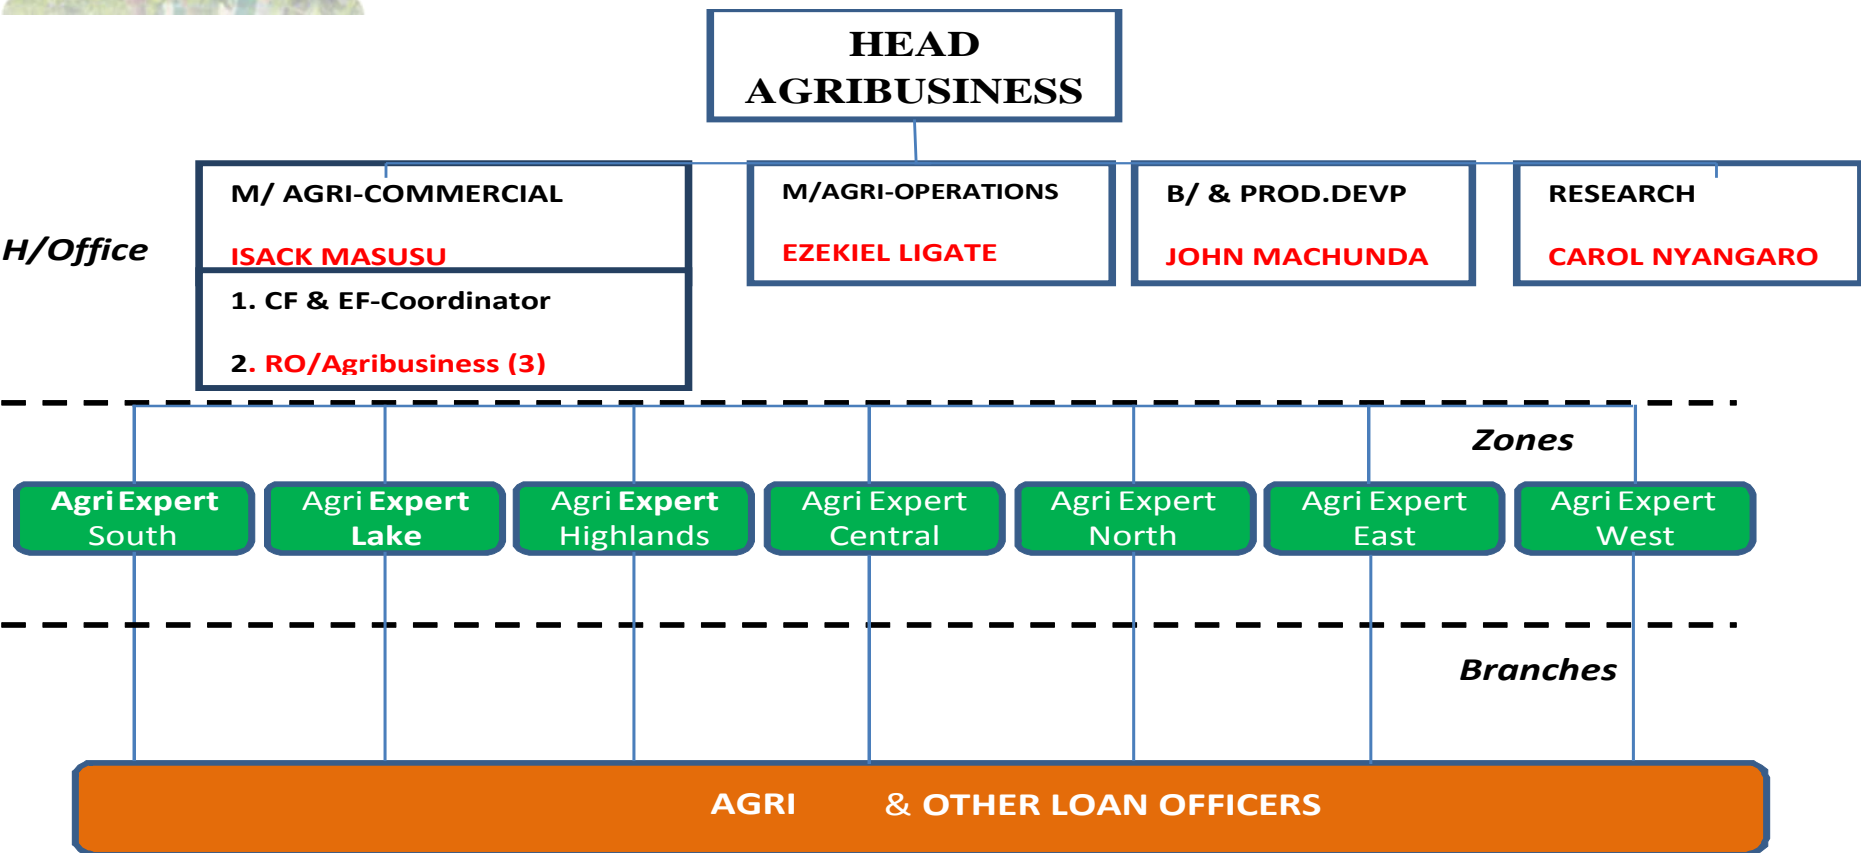 HEAD
AGRIBUSINESS
H/Office
M/ AGRI-COMMERCIAL
ISACK MASUSU
1. CF & EF-Coordinator
2. RO/Agribusiness (3)
M/AGRI-OPERATIONS
EZEKIEL LIGATE
B/ & PROD.DEVP
JOHN MACHUNDA
RESEARCH
CAROL NYANGARO
Zones
Agri Expert
South
Agri Expert
Lake
Agri Expert
Highlands
Agri Expert
Central
Agri Expert
North
Agri Expert
East
Agri Expert
West
Branches
AGRI & OTHER LOAN OFFICERS